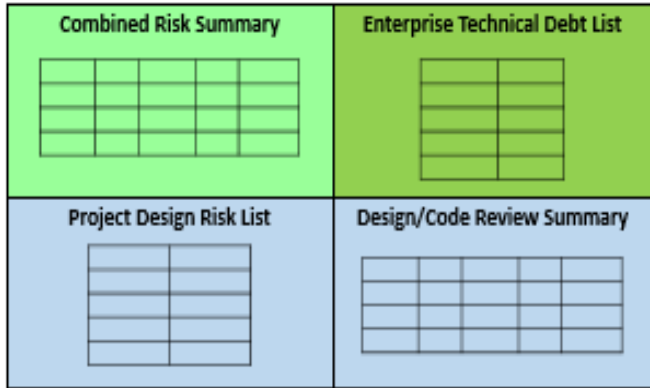 Combined Risk Summary
Enterprise Technical Debt List
Project Design Risk List
Design/Code Review Summary